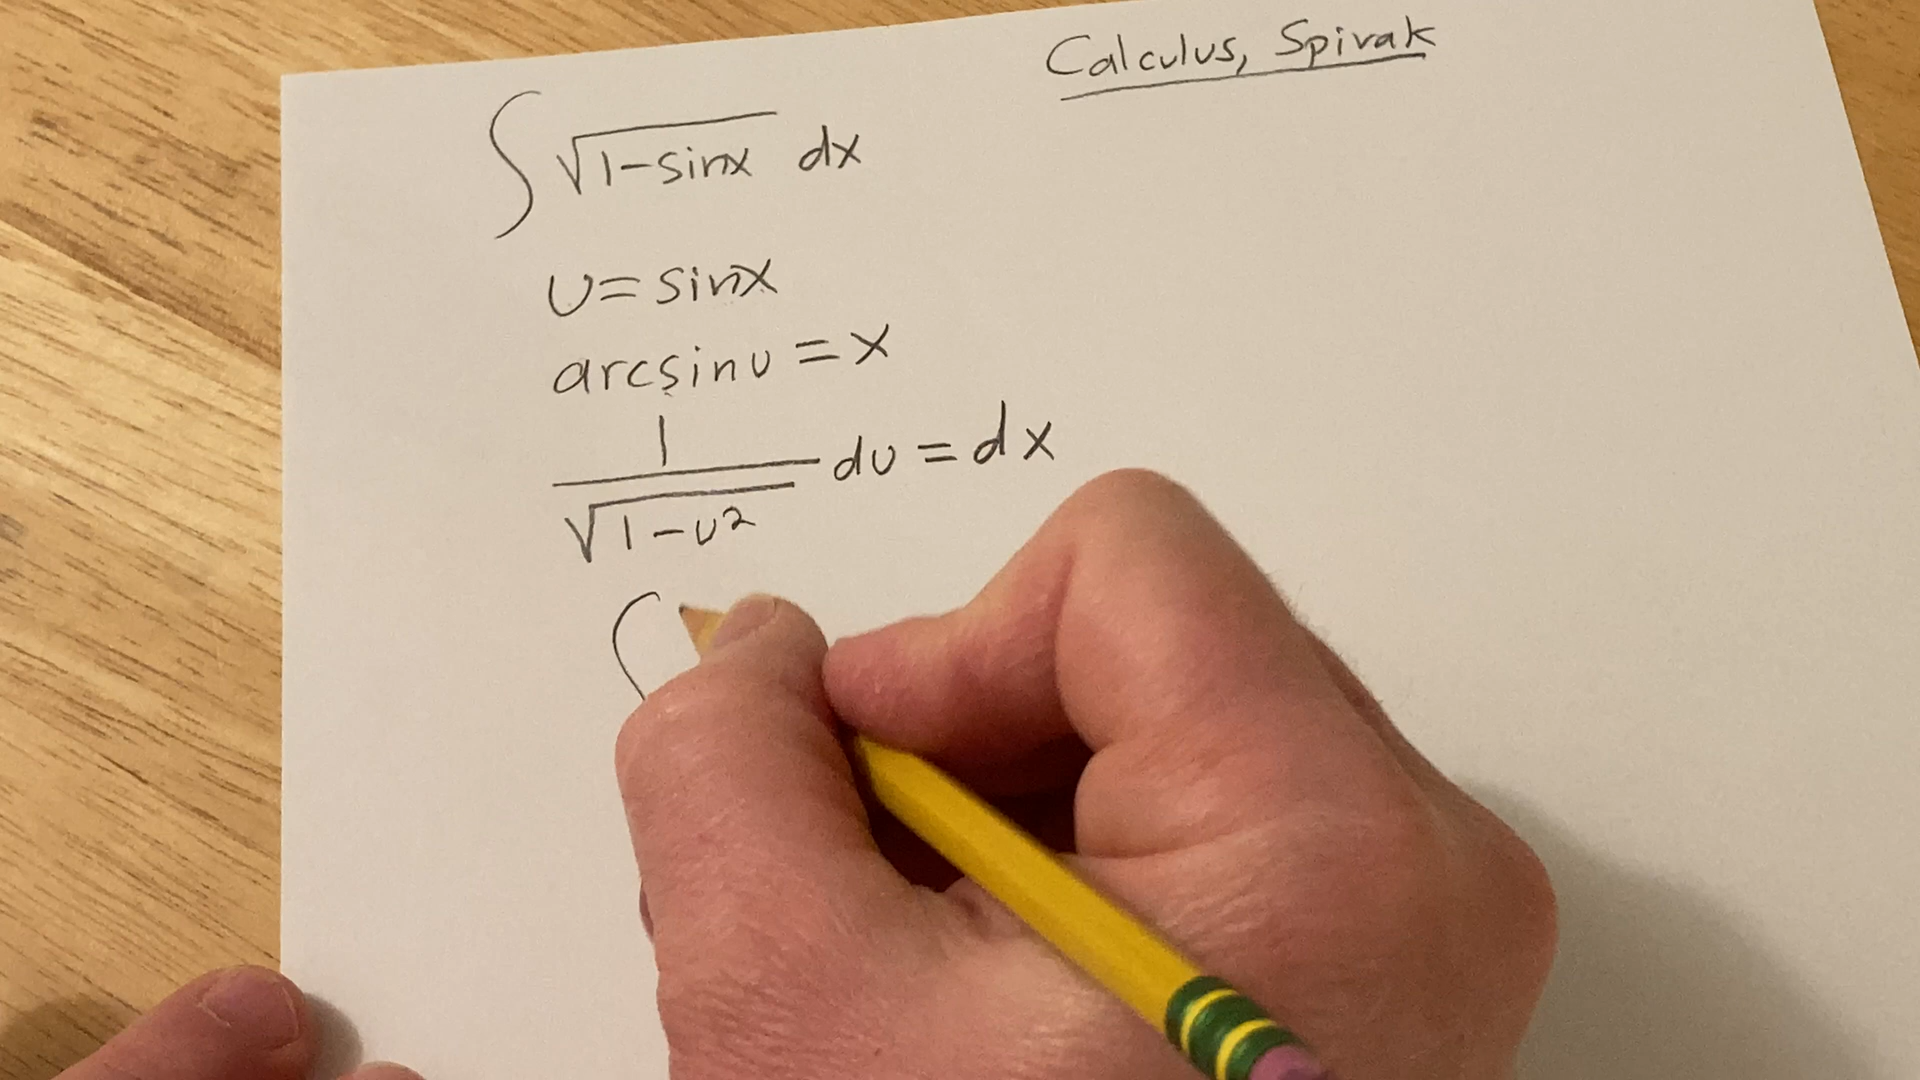 Calculus, Spivak
∫ √1-sinx dx
u = sinx
arcsinu = x
1/√1-u² du = dx
∫